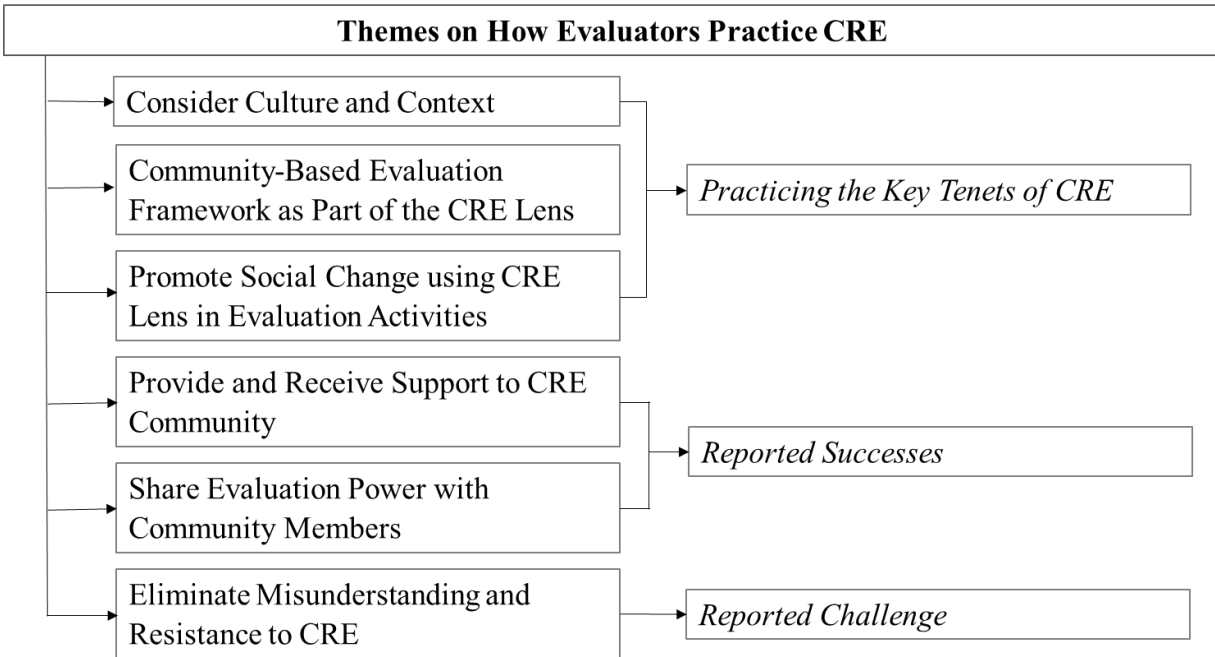 Themes on How Evaluators Practice CRE
Consider Culture and Context
Community-Based Evaluation
Framework as Part of the CRE Lens
Practicing the Key Tenets of CRE
Promote Social Change using CRE
Lens in Evaluation Activities
Provide and Receive Support to CRE
Community
Reported Successes
Share Evaluation Power with
Community Members
Eliminate Misunderstanding and
Resistance to CRE
Reported Challenge